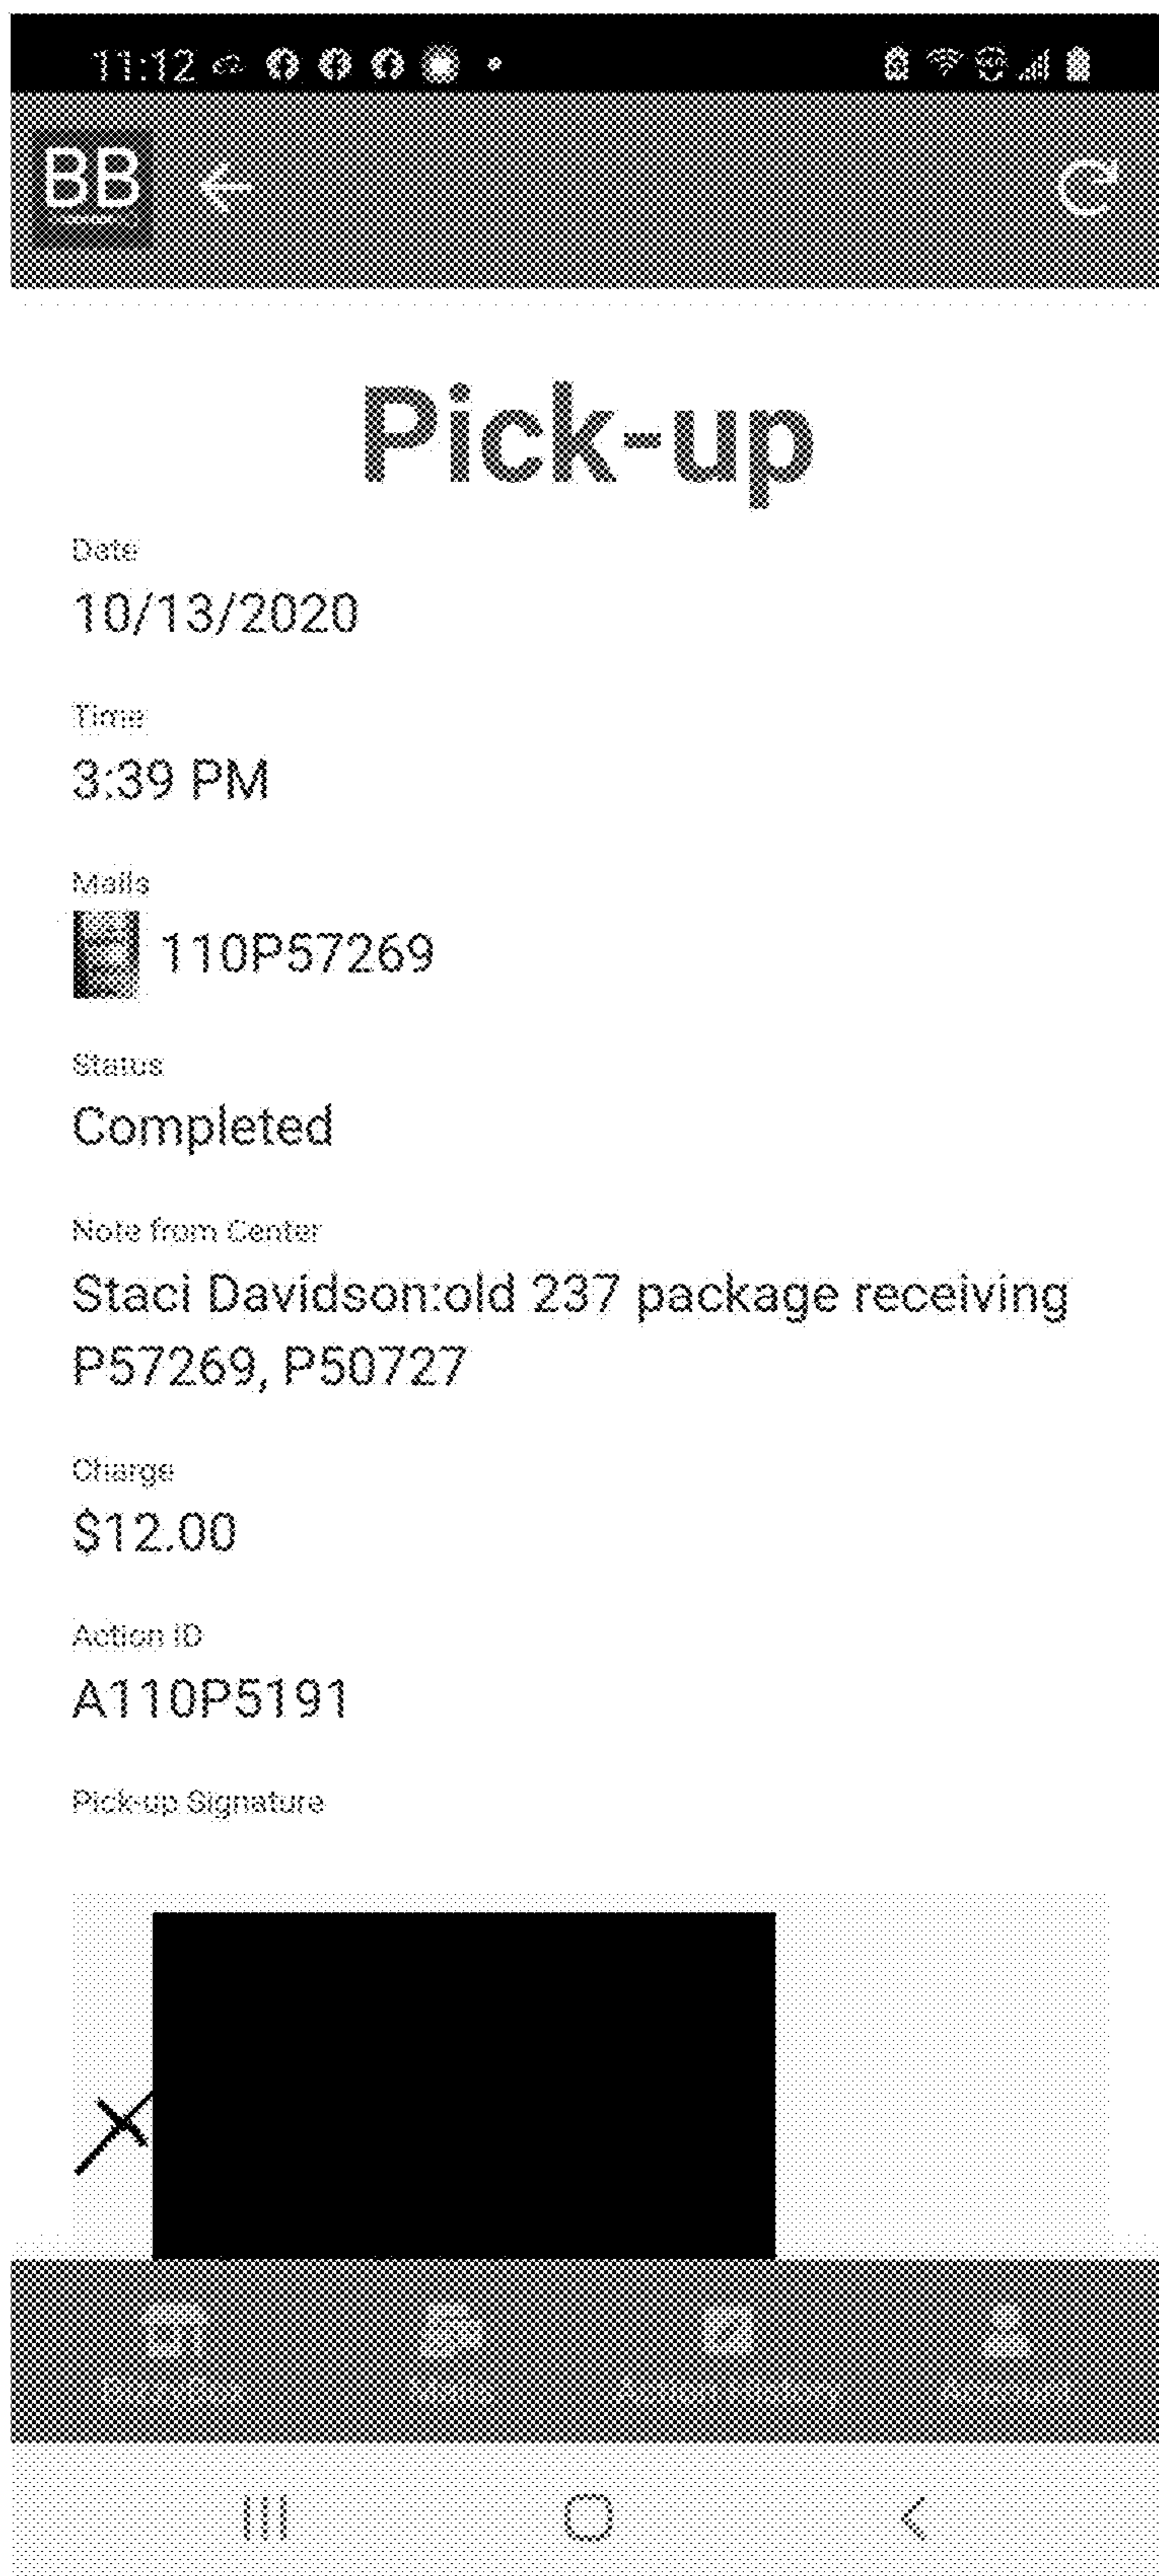 11:12
BB
Pick-up
Date
10/13/2020
Time
3:39 PM
Mails
110P57269
Status
Completed
Note from Center
Staci Davidson:old 237 package receiving
P57269, P50727
Charge
$12.00
Action ID
A110P5191
Pick-up Signature
X